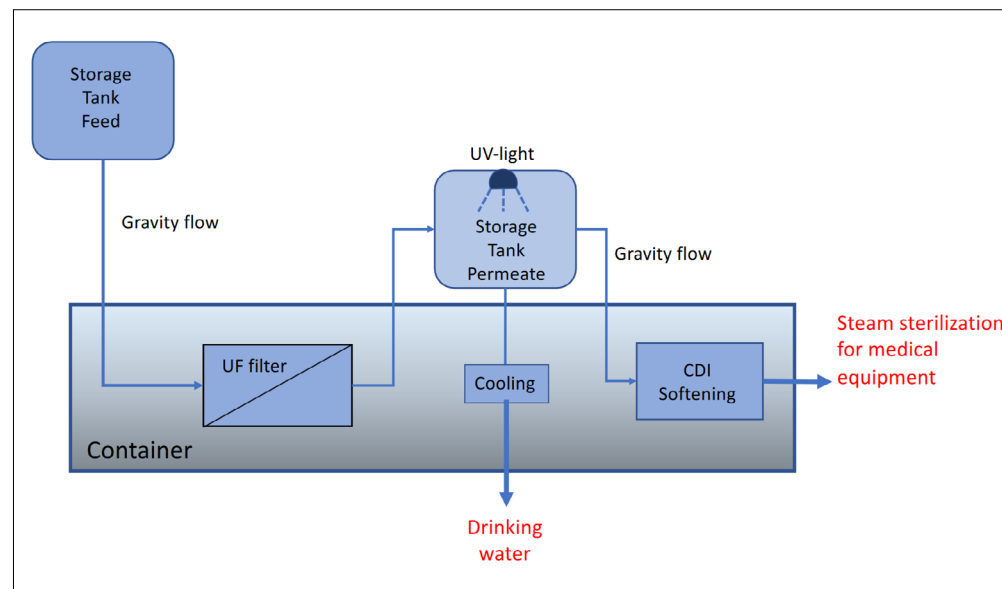 Storage
Tank
Feed
Gravity flow
UV-light
Storage
Tank
Permeate
Gravity flow
UF filter
Cooling
CDI
Softening
Steam sterilization
for medical
equipment
Container
Drinking
water